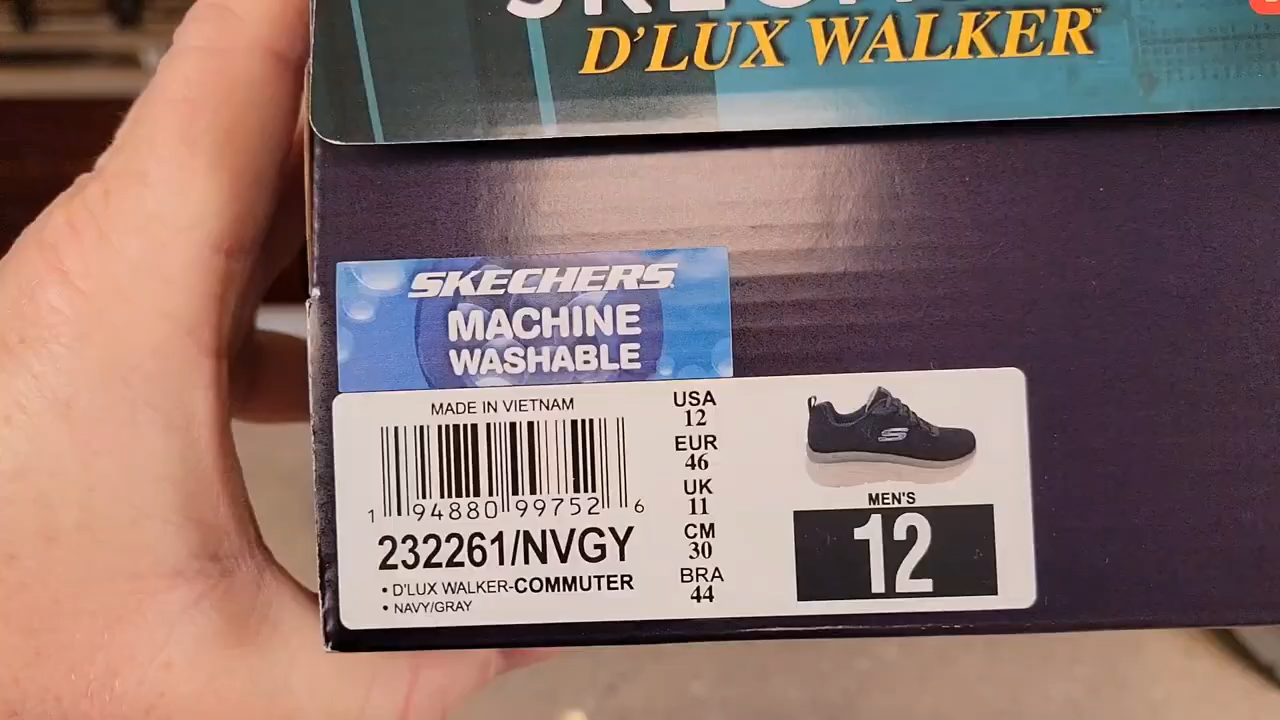 D'LUX WALKER™
SKECHERS
MACHINE
WASHABLE
MADE IN VIETNAM
1 94880 99752 6
232261/NVGY
• D'LUX WALKER-COMMUTER
• NAVY/GRAY
USA
12
EUR
46
UK
11
CM
30
BRA
44
S
MEN'S
12